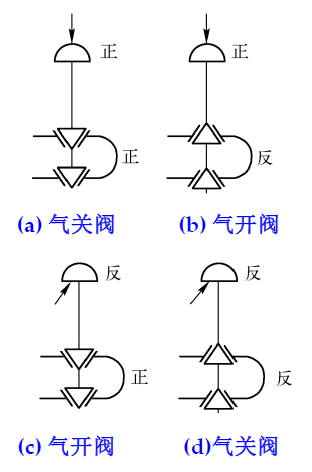 正 正
正 反
(a) 气关阀 (b) 气开阀
反 反
正 反
(c) 气开阀 (d)气关阀